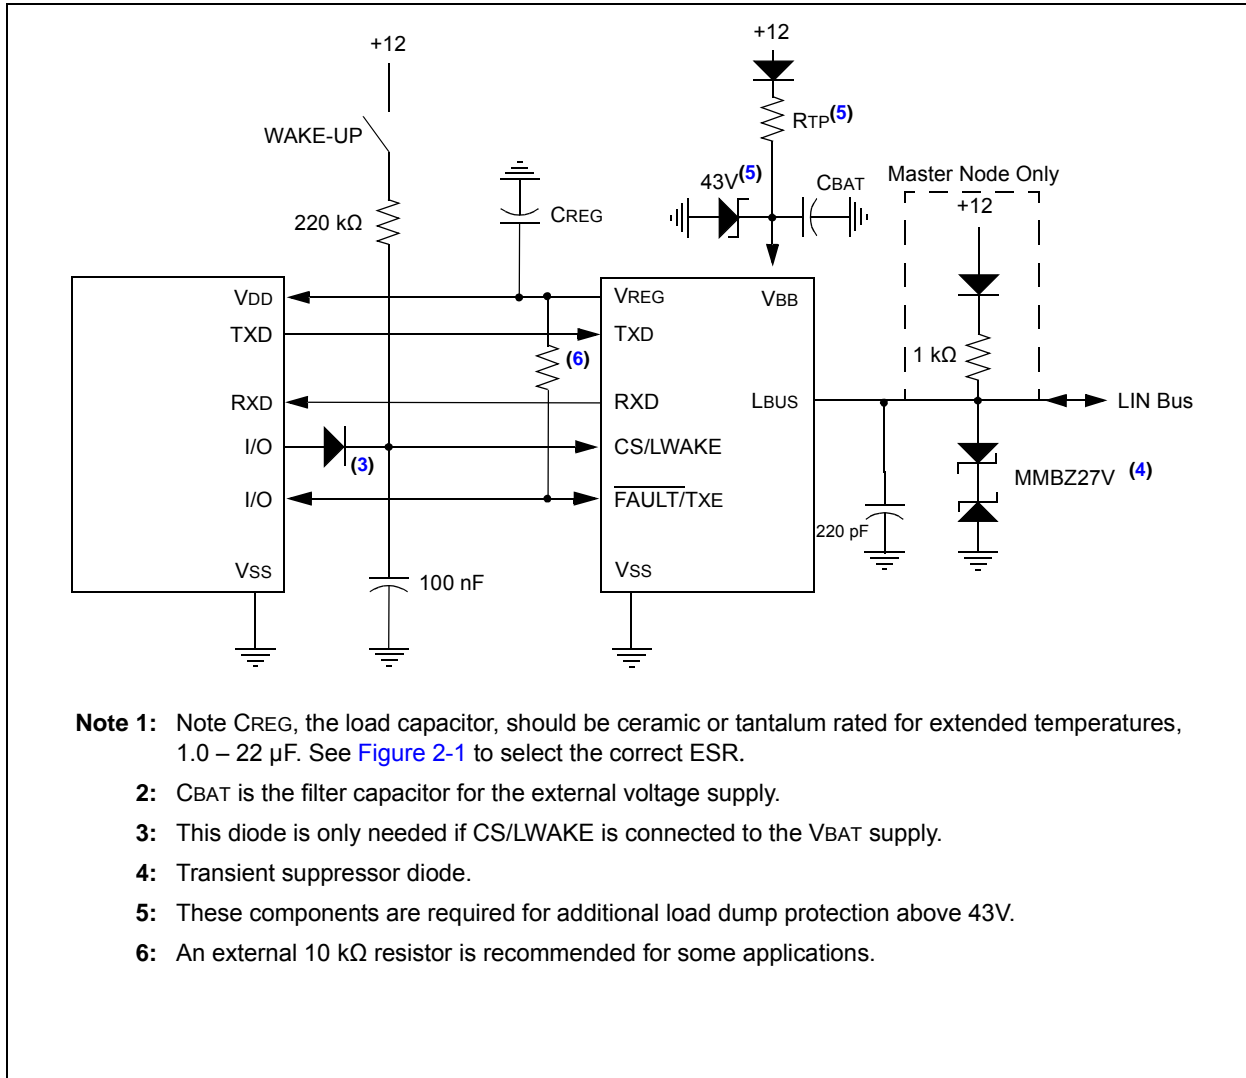 +12
+12
WAKE-UP
RTP(5)
43V(5)
CBAT
Master Node Only
+12
220 kΩ
CREG
VDD
VREG
VBB
TXD
TXD
(6)
1 kΩ
RXD
RXD
LBUS
LIN Bus
I/O
(3)
CS/LWAKE
MMBZ27V (4)
I/O
FAULT/TXE
220 pF
VSS
100 nF
VSS
Note 1: Note CREG, the load capacitor, should be ceramic or tantalum rated for extended temperatures,
1.0 – 22 µF. See Figure 2-1 to select the correct ESR.
2: CBAT is the filter capacitor for the external voltage supply.
3: This diode is only needed if CS/LWAKE is connected to the VBAT supply.
4: Transient suppressor diode.
5: These components are required for additional load dump protection above 43V.
6: An external 10 kΩ resistor is recommended for some applications.